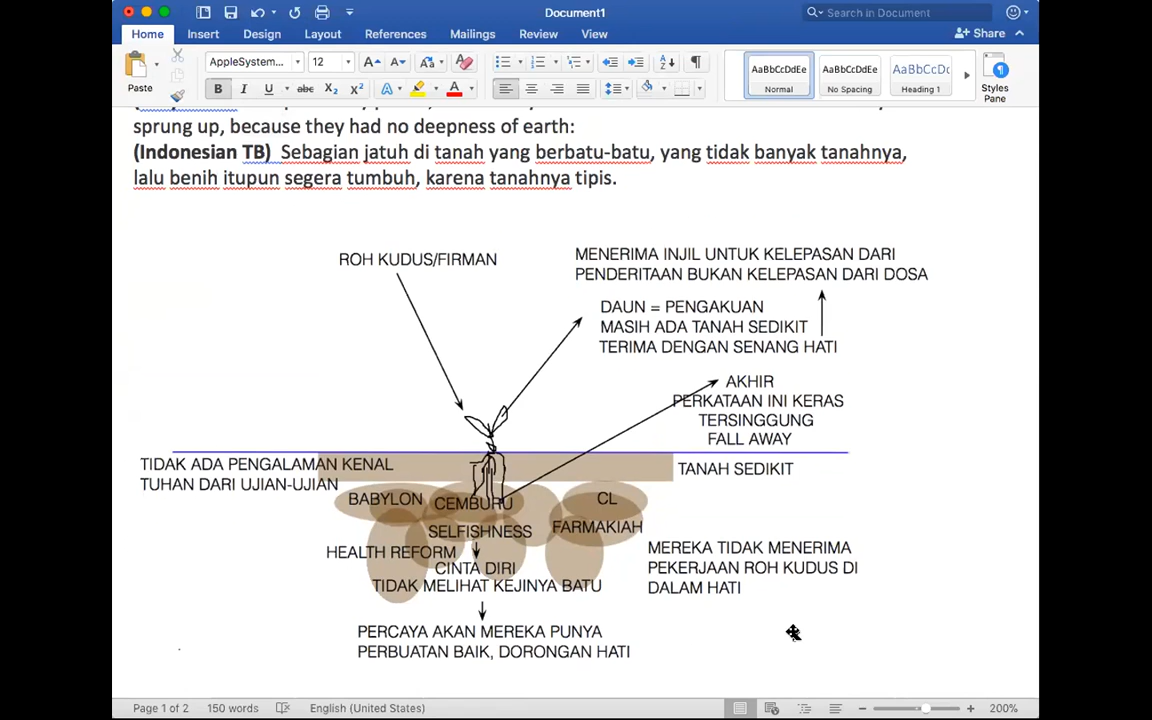 Document1
Search in Document
Home Insert Design Layout References Mailings Review View
Share
Paste
AppleSystem... 12
AaBbCcDdEe AaBbCcDdEe AaBbCcDc
Normal No Spacing Heading 1
Styles
Pane
sprung up, because they had no deepness of earth:
(Indonesian TB) Sebagian jatuh di tanah yang berbatu-batu, yang tidak banyak tanahnya,
lalu benih itupun segera tumbuh, karena tanahnya tipis.
ROH KUDUS/FIRMAN
MENERIMA INJIL UNTUK KELEPASAN DARI
PENDERITAAN BUKAN KELEPASAN DARI DOSA
DAUN = PENGAKUAN
MASIH ADA TANAH SEDIKIT
TERIMA DENGAN SENANG HATI
AKHIR
PERKATAAN INI KERAS
TERSINGGUNG
FALL AWAY
TIDAK ADA PENGALAMAN KENAL
TUHAN DARI UJIAN-UJIAN
TANAH SEDIKIT
BABYLON
CEMBURU
CL
SELFISHNESS
FARMAKIAH
HEALTH REFORM
CINTA DIRI
TIDAK MELIHAT KEJINYA BATU
MEREKA TIDAK MENERIMA
PEKERJAAN ROH KUDUS DI
DALAM HATI
PERCAYA AKAN MEREKA PUNYA
PERBUATAN BAIK, DORONGAN HATI
Page 1 of 2 150 words English (United States) 200%